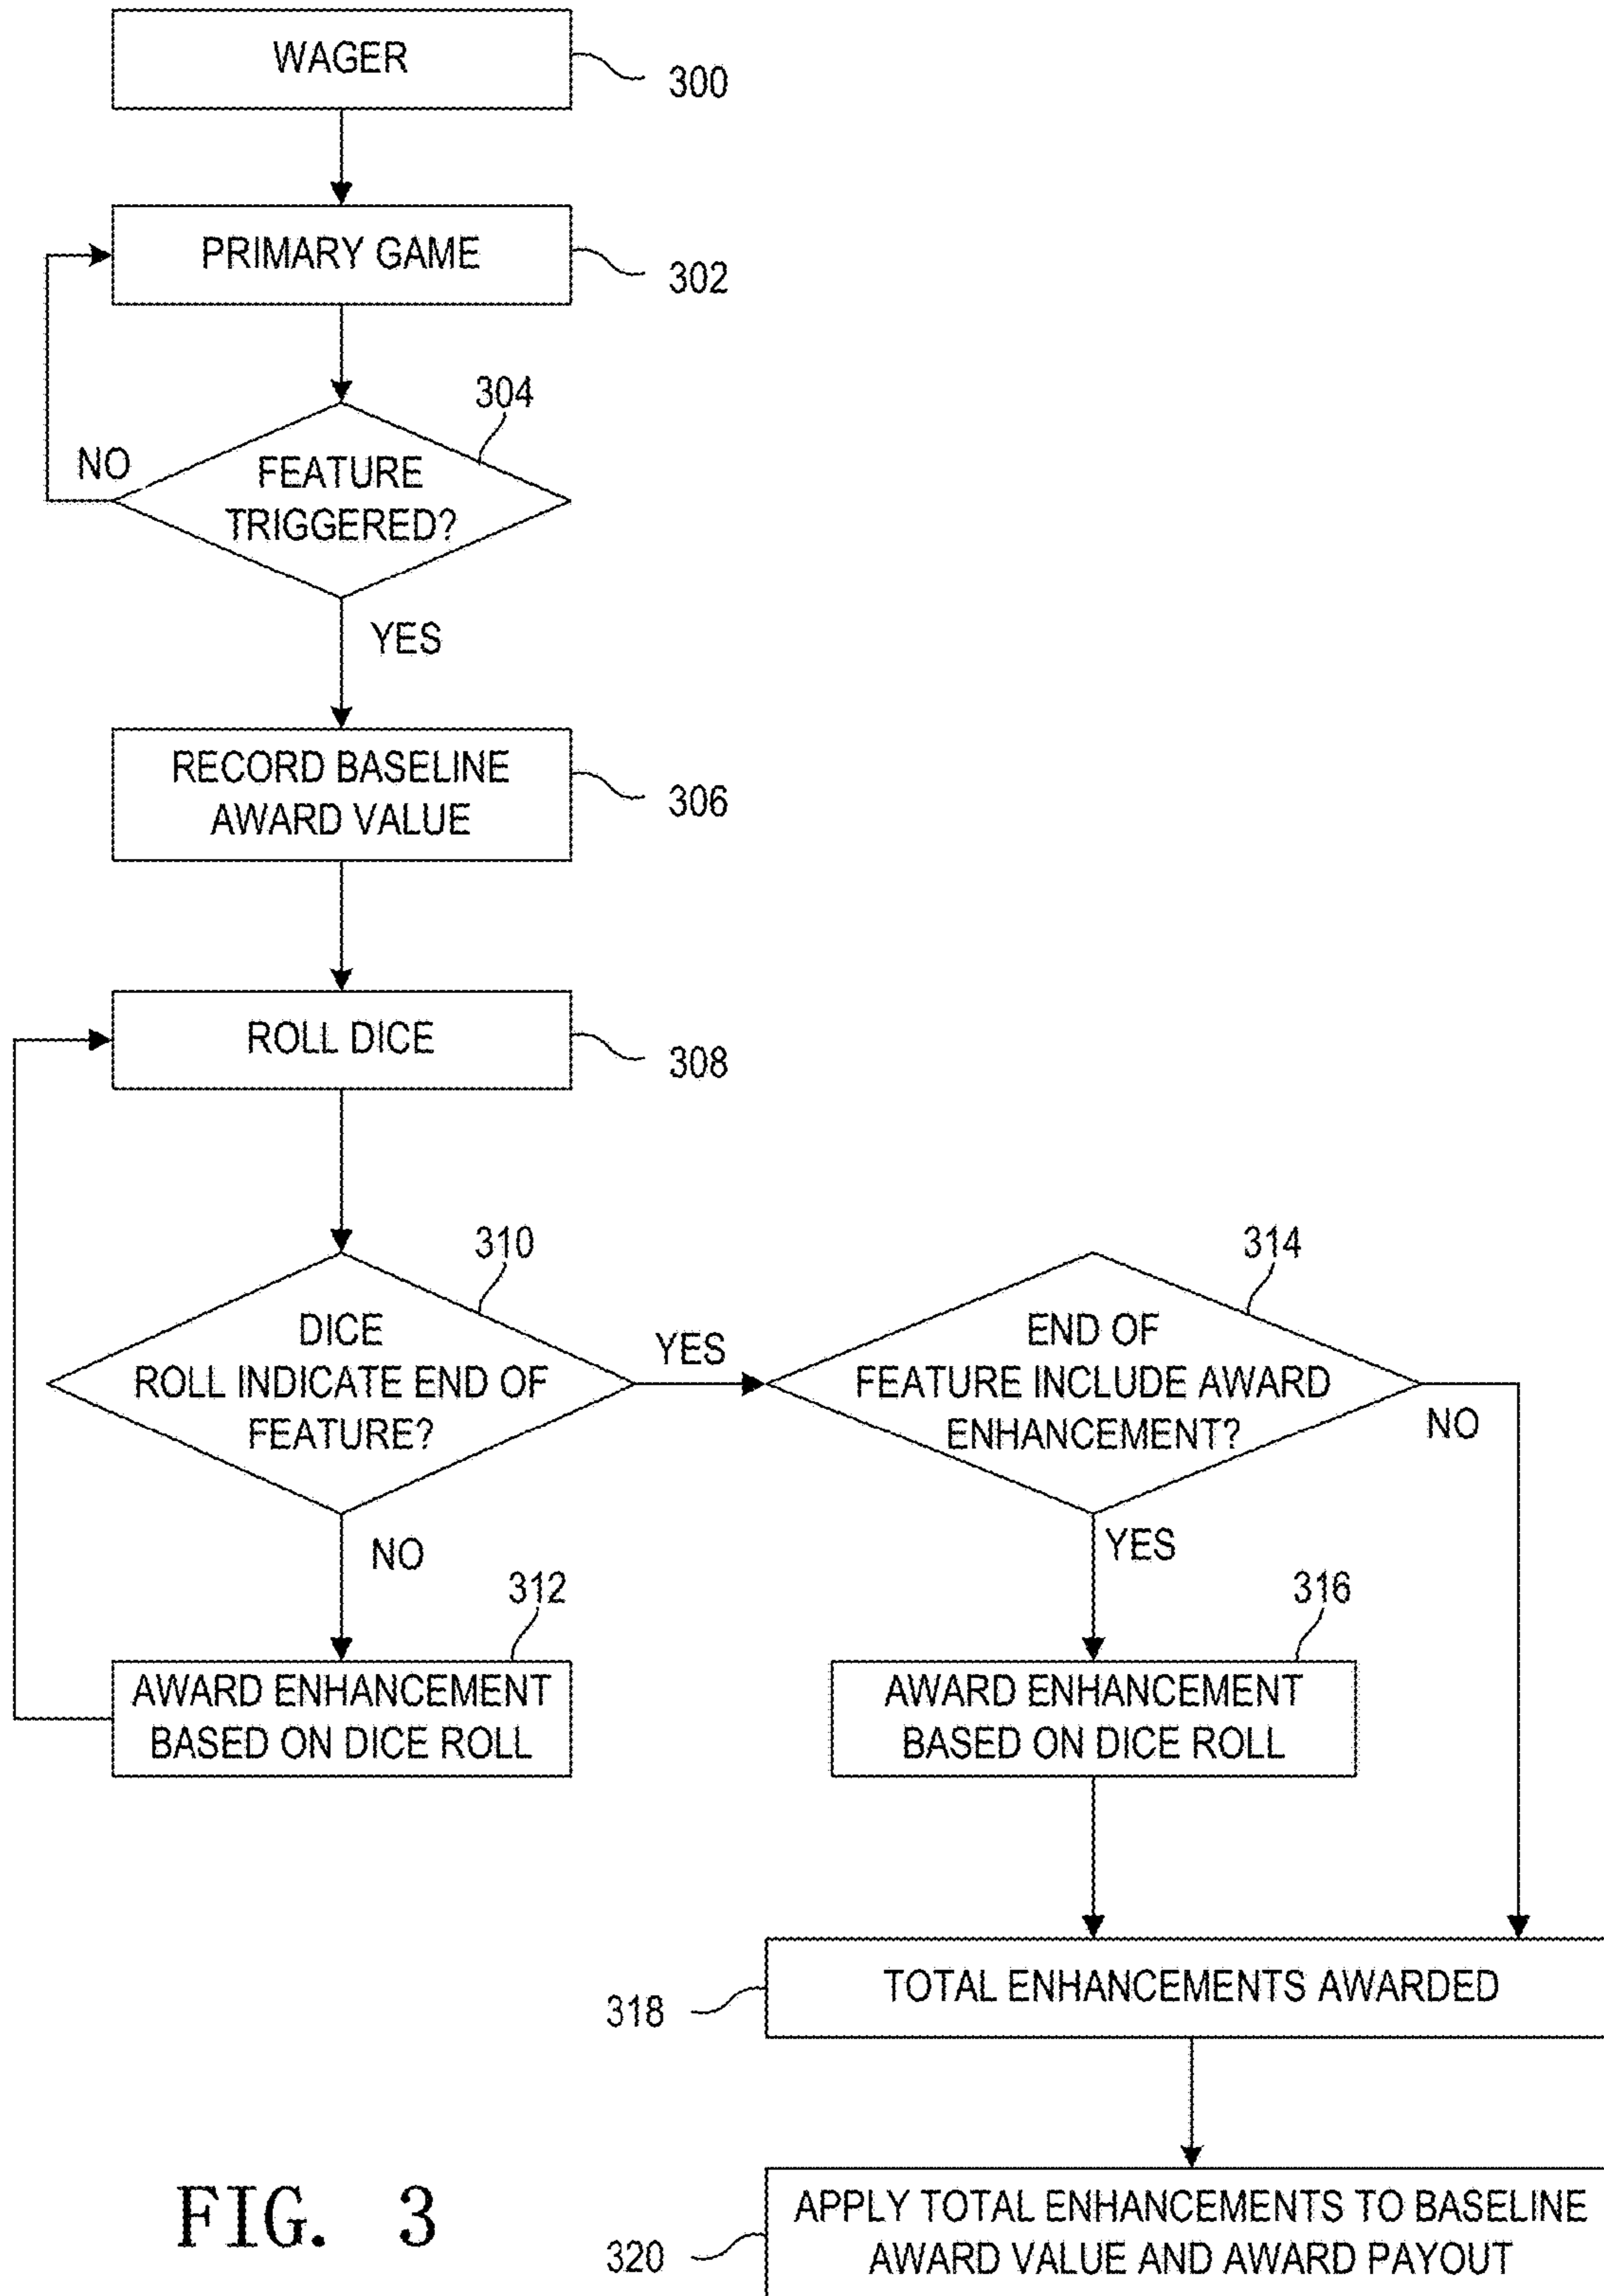 WAGER
300
PRIMARY GAME
302
304
NO
FEATURE
TRIGGERED?
YES
RECORD BASELINE
AWARD VALUE
306
ROLL DICE
308
310
DICE
ROLL INDICATE END OF
FEATURE?
YES
314
END OF
FEATURE INCLUDE AWARD
ENHANCEMENT?
NO
NO
YES
312
AWARD ENHANCEMENT
BASED ON DICE ROLL
316
AWARD ENHANCEMENT
BASED ON DICE ROLL
TOTAL ENHANCEMENTS AWARDED
318
APPLY TOTAL ENHANCEMENTS TO BASELINE
AWARD VALUE AND AWARD PAYOUT
320
FIG. 3